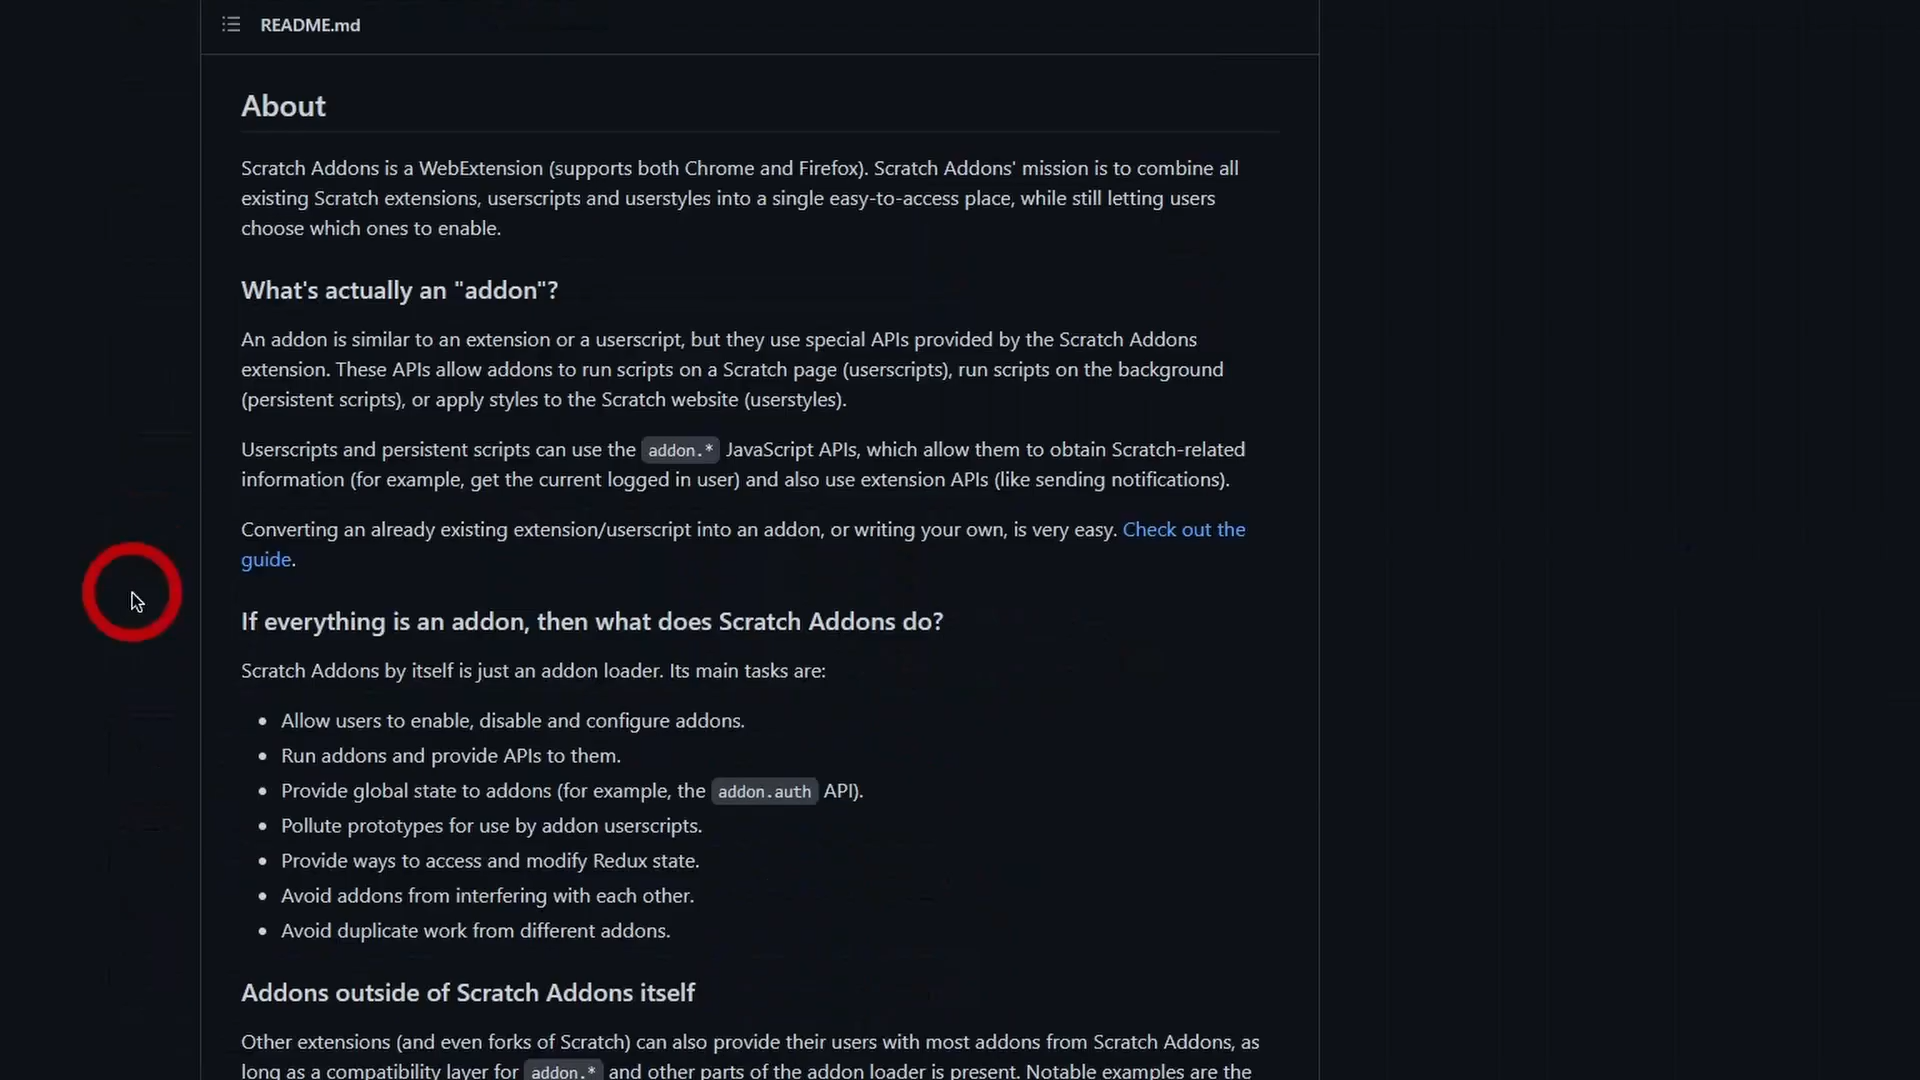 README.md
About
Scratch Addons is a WebExtension (supports both Chrome and Firefox). Scratch Addons' mission is to combine all
existing Scratch extensions, userscripts and userstyles into a single easy-to-access place, while still letting users
choose which ones to enable.
What's actually an "addon"?
An addon is similar to an extension or a userscript, but they use special APIs provided by the Scratch Addons
extension. These APIs allow addons to run scripts on a Scratch page (userscripts), run scripts on the background
(persistent scripts), or apply styles to the Scratch website (userstyles).
Userscripts and persistent scripts can use the addon.* JavaScript APIs, which allow them to obtain Scratch-related
information (for example, get the current logged in user) and also use extension APIs (like sending notifications).
Converting an already existing extension/userscript into an addon, or writing your own, is very easy. Check out the
guide.
If everything is an addon, then what does Scratch Addons do?
Scratch Addons by itself is just an addon loader. Its main tasks are:
• Allow users to enable, disable and configure addons.
• Run addons and provide APIs to them.
• Provide global state to addons (for example, the addon.auth API).
• Pollute prototypes for use by addon userscripts.
• Provide ways to access and modify Redux state.
• Avoid addons from interfering with each other.
• Avoid duplicate work from different addons.
Addons outside of Scratch Addons itself
Other extensions (and even forks of Scratch) can also provide their users with most addons from Scratch Addons, as
long as a compatibility layer for addon.* and other parts of the addon loader is present. Notable examples are the